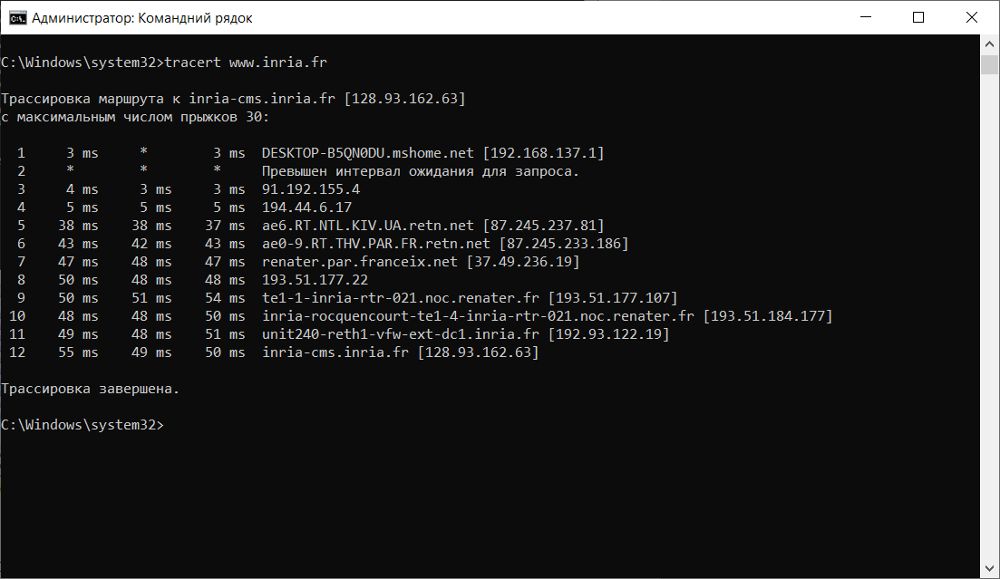 Администратор: Командний рядок
C:\Windows\system32>tracert www.inria.fr
Трассировка маршрута к inria-cms.inria.fr [128.93.162.63]
с максимальным числом прыжков 30:
1 3 ms * 3 ms DESKTOP-B5QN0DU.mshome.net [192.168.137.1]
2 * * * Превышен интервал ожидания для запроса.
3 4 ms 3 ms 3 ms 91.192.155.4
4 5 ms 5 ms 5 ms 194.44.6.17
5 38 ms 38 ms 37 ms ae6.RT.NTL.KIV.UA.retn.net [87.245.237.81]
6 43 ms 42 ms 43 ms ae0-9.RT.THV.PAR.FR.retn.net [87.245.233.186]
7 47 ms 48 ms 47 ms renater.par.franceix.net [37.49.236.19]
8 50 ms 48 ms 48 ms 193.51.177.22
9 50 ms 51 ms 54 ms te1-1-inria-rtr-021.noc.renater.fr [193.51.177.107]
10 48 ms 48 ms 50 ms inria-rocquencourt-te1-4-inria-rtr-021.noc.renater.fr [193.51.184.177]
11 49 ms 48 ms 51 ms unit240-reth1-vfw-ext-dc1.inria.fr [192.93.122.19]
12 55 ms 49 ms 50 ms inria-cms.inria.fr [128.93.162.63]
Трассировка завершена.
C:\Windows\system32>